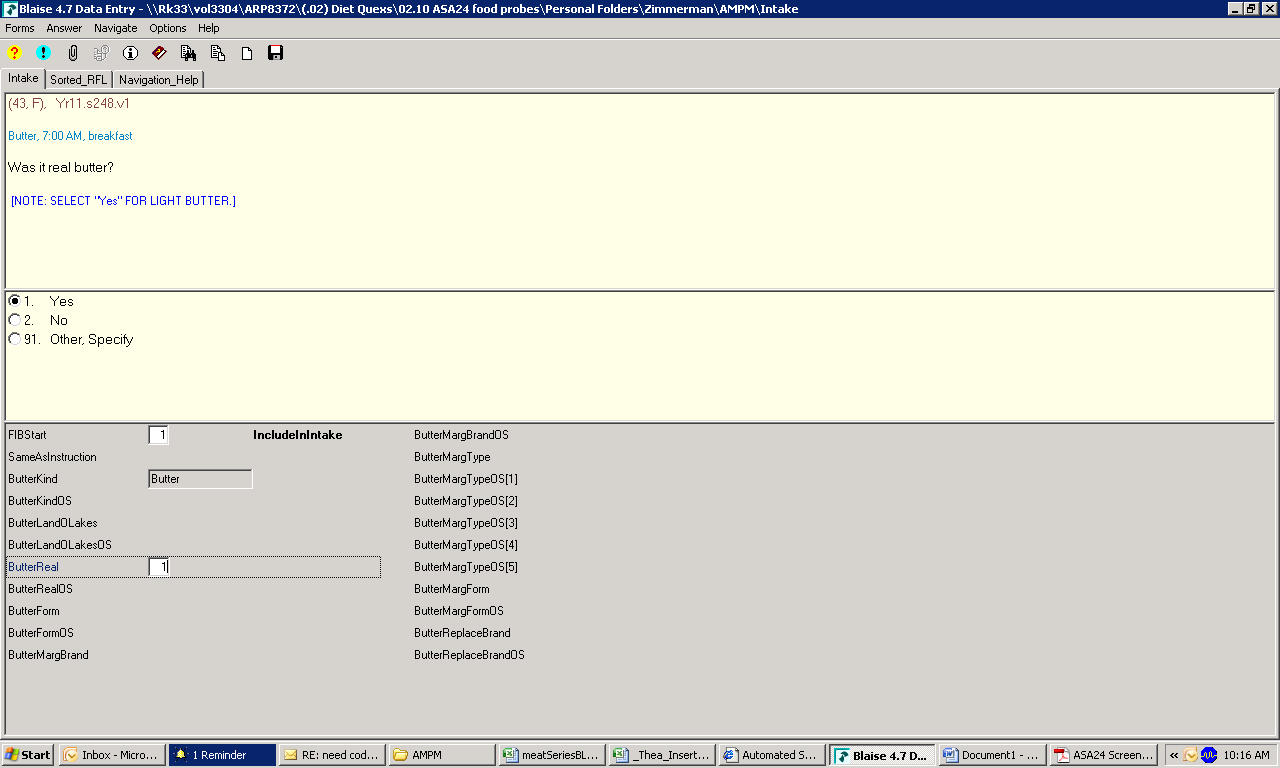 Blaise 4.7 Data Entry - \\Rk33\vol3304\ARP8372\(.02) Diet Quexs\02.10 ASA24 food probes\Personal Folders\Zimmerman\AMPM\Intake
Forms Answer Navigate Options Help
Intake Sorted_RFL Navigation_Help
(43, F), Yr11.s248.v1
Butter, 7:00 AM, breakfast
Was it real butter?
[NOTE: SELECT "Yes" FOR LIGHT BUTTER.]
1. Yes
2. No
91. Other, Specify
FIBStart 1 IncludeInIntake ButterMargBrandOS
SameAsInstruction ButterMargType
ButterKind Butter ButterMargTypeOS[1]
ButterKindOS ButterMargTypeOS[2]
ButterLandOLakes ButterMargTypeOS[3]
ButterLandOLakesOS ButterMargTypeOS[4]
ButterReal 1 ButterMargTypeOS[5]
ButterRealOS ButterMargForm
ButterForm ButterMargFormOS
ButterFormOS ButterReplaceBrand
ButterMargBrand ButterReplaceBrandOS
Start Inbox - Micro... 1 Reminder RE: need cod... AMPM meatSeriesBL... _Thea_Insert... Automated S... Blaise 4.7 D... Document1 - ... ASA24 Screen... « 10:16 AM